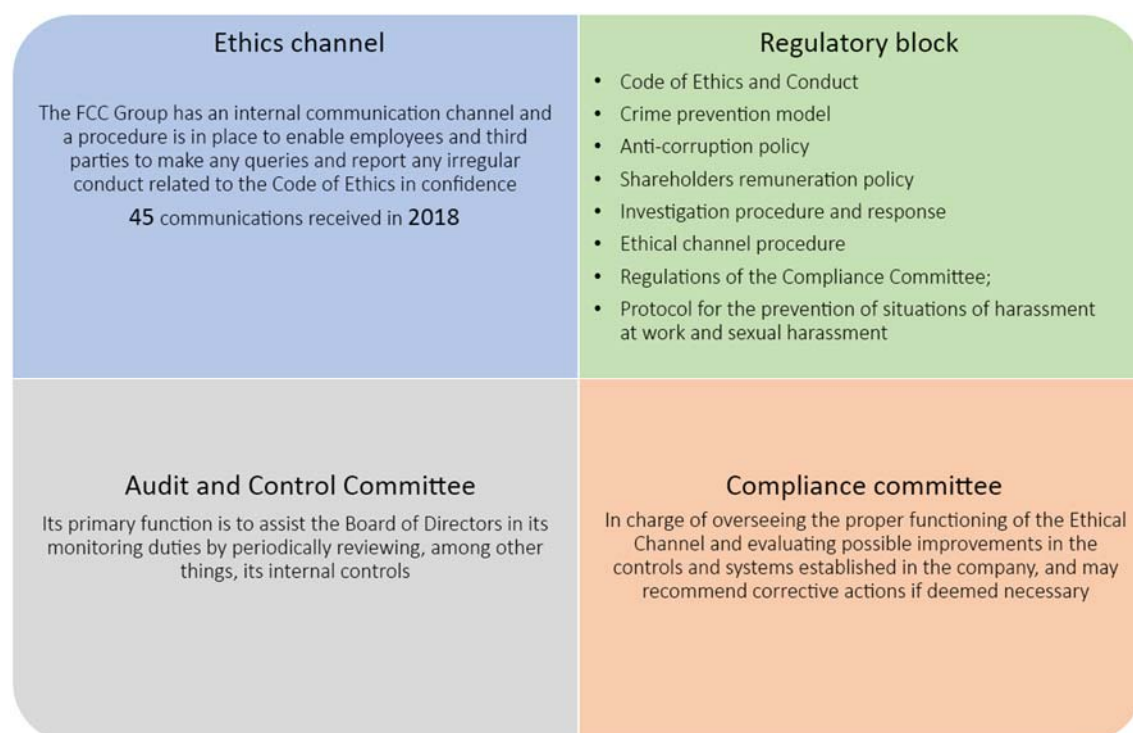 Ethics channel
The FCC Group has an internal communication channel and
a procedure is in place to enable employees and third
parties to make any queries and report any irregular
conduct related to the Code of Ethics in confidence
45 communications received in 2018
Regulatory block
• Code of Ethics and Conduct
• Crime prevention model
• Anti-corruption policy
• Shareholders remuneration policy
• Investigation procedure and response
• Ethical channel procedure
• Regulations of the Compliance Committee;
• Protocol for the prevention of situations of harassment
at work and sexual harassment
Audit and Control Committee
Its primary function is to assist the Board of Directors in its
monitoring duties by periodically reviewing, among other
things, its internal controls
Compliance committee
In charge of overseeing the proper functioning of the Ethical
Channel and evaluating possible improvements in the
controls and systems established in the company, and may
recommend corrective actions if deemed necessary